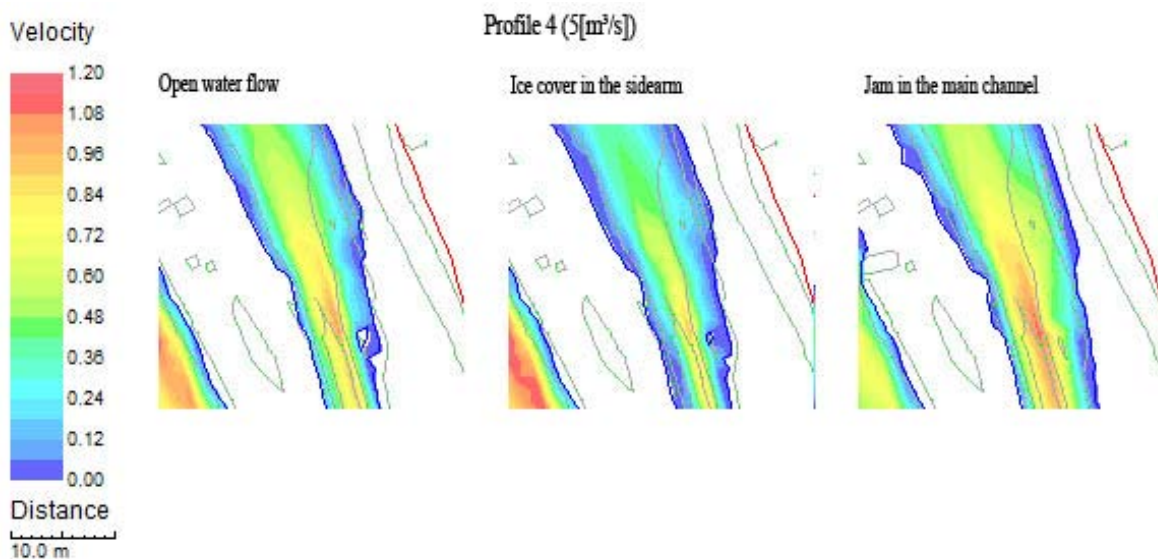 Profile 4 (5[m³/s])
Velocity
Open water flow
Ice cover in the sidearm
Jam in the main channel
1.20
1.08
0.96
0.84
0.72
0.60
0.48
0.36
0.24
0.12
0.00
Distance
10.0 m